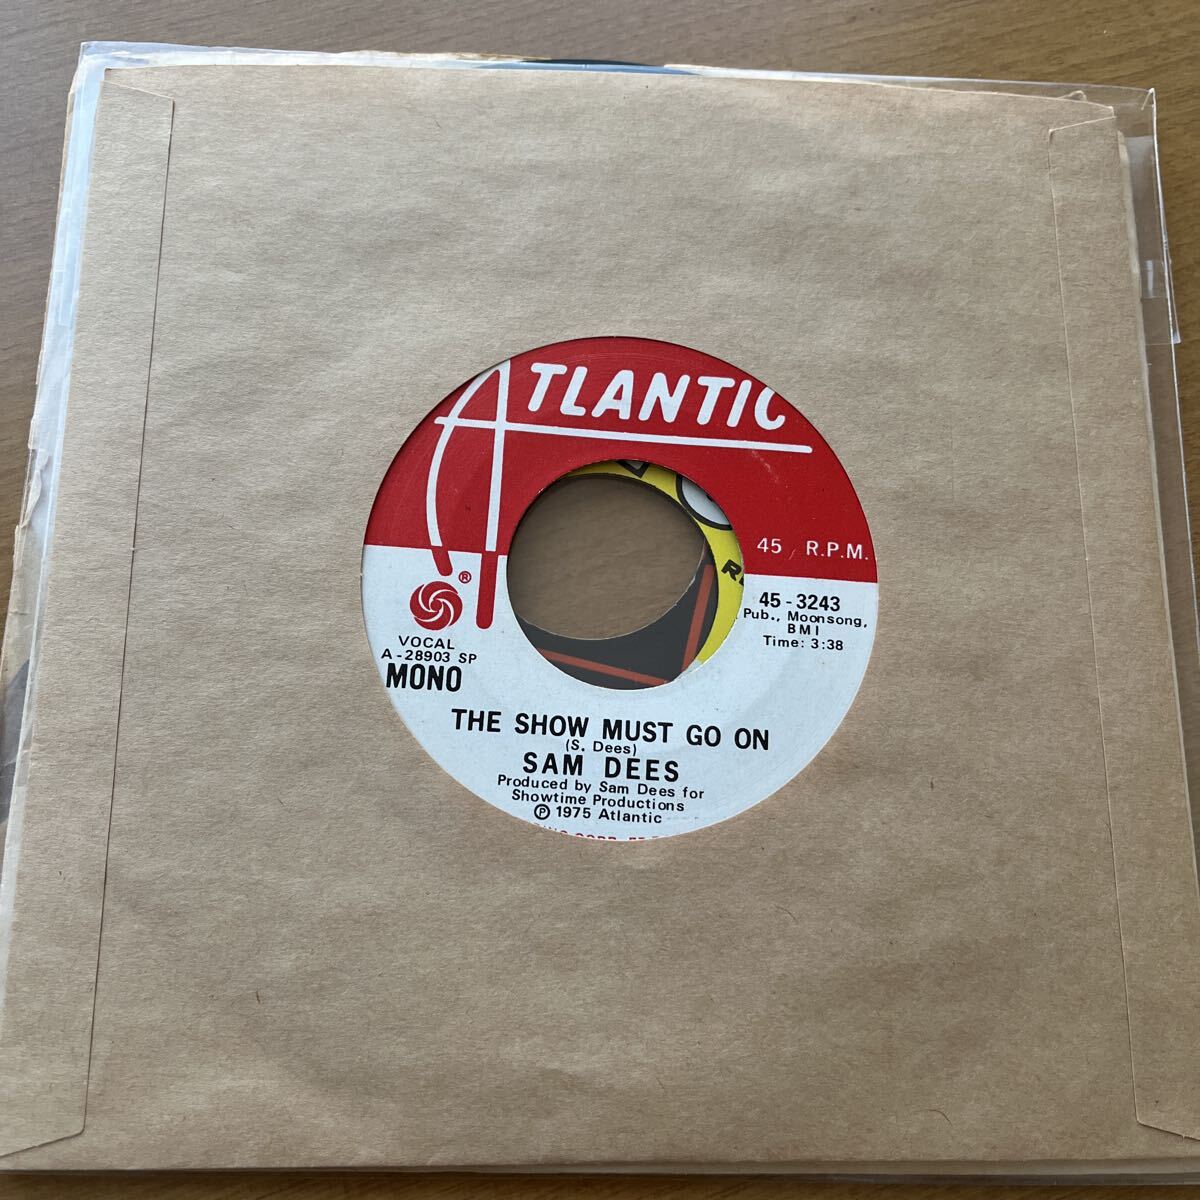 ATLANTIC
45 R.P.M.
®
VOCAL
A-28903 SP
MONO
45-3243
Pub., Moonsong,
BMI
Time: 3:38
THE SHOW MUST GO ON
(S. Dees)
SAM DEES
Produced by Sam Dees for
Showtime Productions
℗ 1975 Atlantic